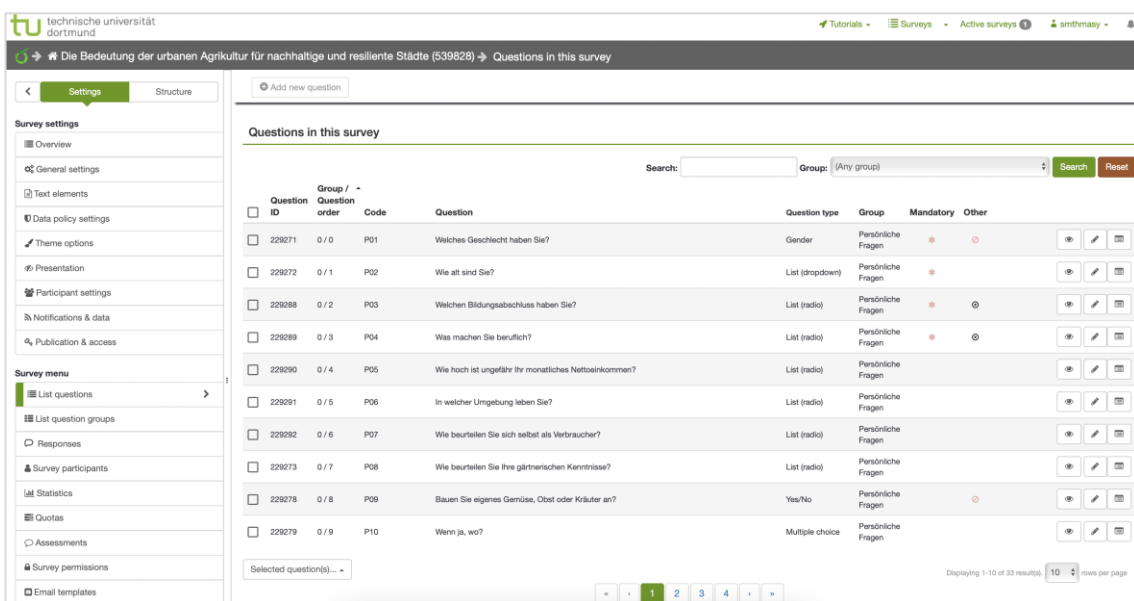 technische universität
dortmund
Tutorials
Surveys
Active surveys 1
smthmasy
Die Bedeutung der urbanen Agrikultur für nachhaltige und resiliente Städte (539828) Questions in this survey
Settings Structure
Add new question
Survey settings
Overview
General settings
Text elements
Data policy settings
Theme options
Presentation
Participant settings
Notifications & data
Publication & access
Survey menu
List questions
List question groups
Responses
Survey participants
Statistics
Quotas
Assessments
Survey permissions
Email templates
Questions in this survey
Search: Group: (Any group) Search Reset
Question ID Group / Question order Code Question Question type Group Mandatory Other
229271 0 / 0 P01 Welches Geschlecht haben Sie? Gender Persönliche Fragen
229272 0 / 1 P02 Wie alt sind Sie? List (dropdown) Persönliche Fragen
229288 0 / 2 P03 Welchen Bildungsabschluss haben Sie? List (radio) Persönliche Fragen
229289 0 / 3 P04 Was machen Sie beruflich? List (radio) Persönliche Fragen
229290 0 / 4 P05 Wie hoch ist ungefähr Ihr monatliches Nettoeinkommen? List (radio) Persönliche Fragen
229291 0 / 5 P06 In welcher Umgebung leben Sie? List (radio) Persönliche Fragen
229292 0 / 6 P07 Wie beurteilen Sie sich selbst als Verbraucher? List (radio) Persönliche Fragen
229273 0 / 7 P08 Wie beurteilen Sie Ihre gärtnerischen Kenntnisse? List (radio) Persönliche Fragen
229278 0 / 8 P09 Bauen Sie eigenes Gemüse, Obst oder Kräuter an? Yes/No Persönliche Fragen
229279 0 / 9 P10 Wenn ja, wo? Multiple choice Persönliche Fragen
Selected question(s)...
Displaying 1-10 of 33 result(s). 10 rows per page
« ‹ 1 2 3 4 › »